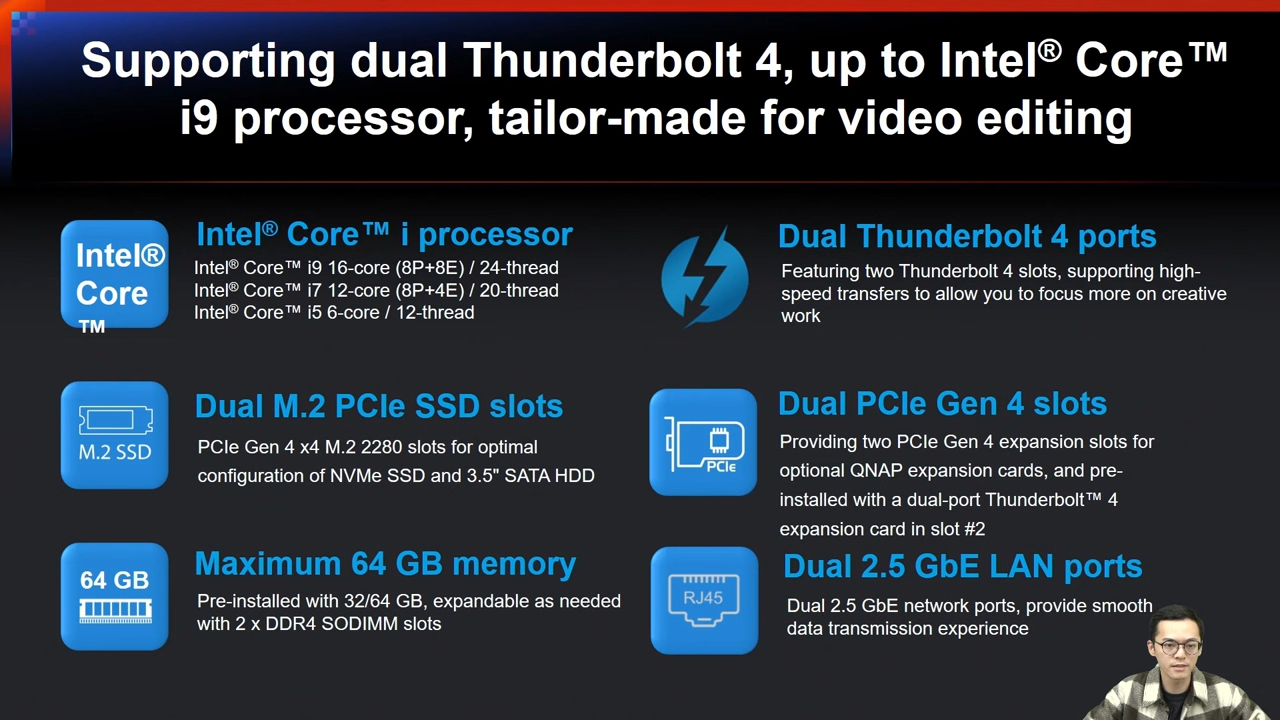 Supporting dual Thunderbolt 4, up to Intel® Core™
i9 processor, tailor-made for video editing
Intel®
Core
™
Intel® Core™ i processor
Intel® Core™ i9 16-core (8P+8E) / 24-thread
Intel® Core™ i7 12-core (8P+4E) / 20-thread
Intel® Core™ i5 6-core / 12-thread
Dual Thunderbolt 4 ports
Featuring two Thunderbolt 4 slots, supporting high-
speed transfers to allow you to focus more on creative
work
M.2 SSD
Dual M.2 PCIe SSD slots
PCIe Gen 4 x4 M.2 2280 slots for optimal
configuration of NVMe SSD and 3.5" SATA HDD
PCIe
Dual PCIe Gen 4 slots
Providing two PCIe Gen 4 expansion slots for
optional QNAP expansion cards, and pre-
installed with a dual-port Thunderbolt™ 4
expansion card in slot #2
64 GB
Maximum 64 GB memory
Pre-installed with 32/64 GB, expandable as needed
with 2 x DDR4 SODIMM slots
RJ45
Dual 2.5 GbE LAN ports
Dual 2.5 GbE network ports, provide smooth
data transmission experience